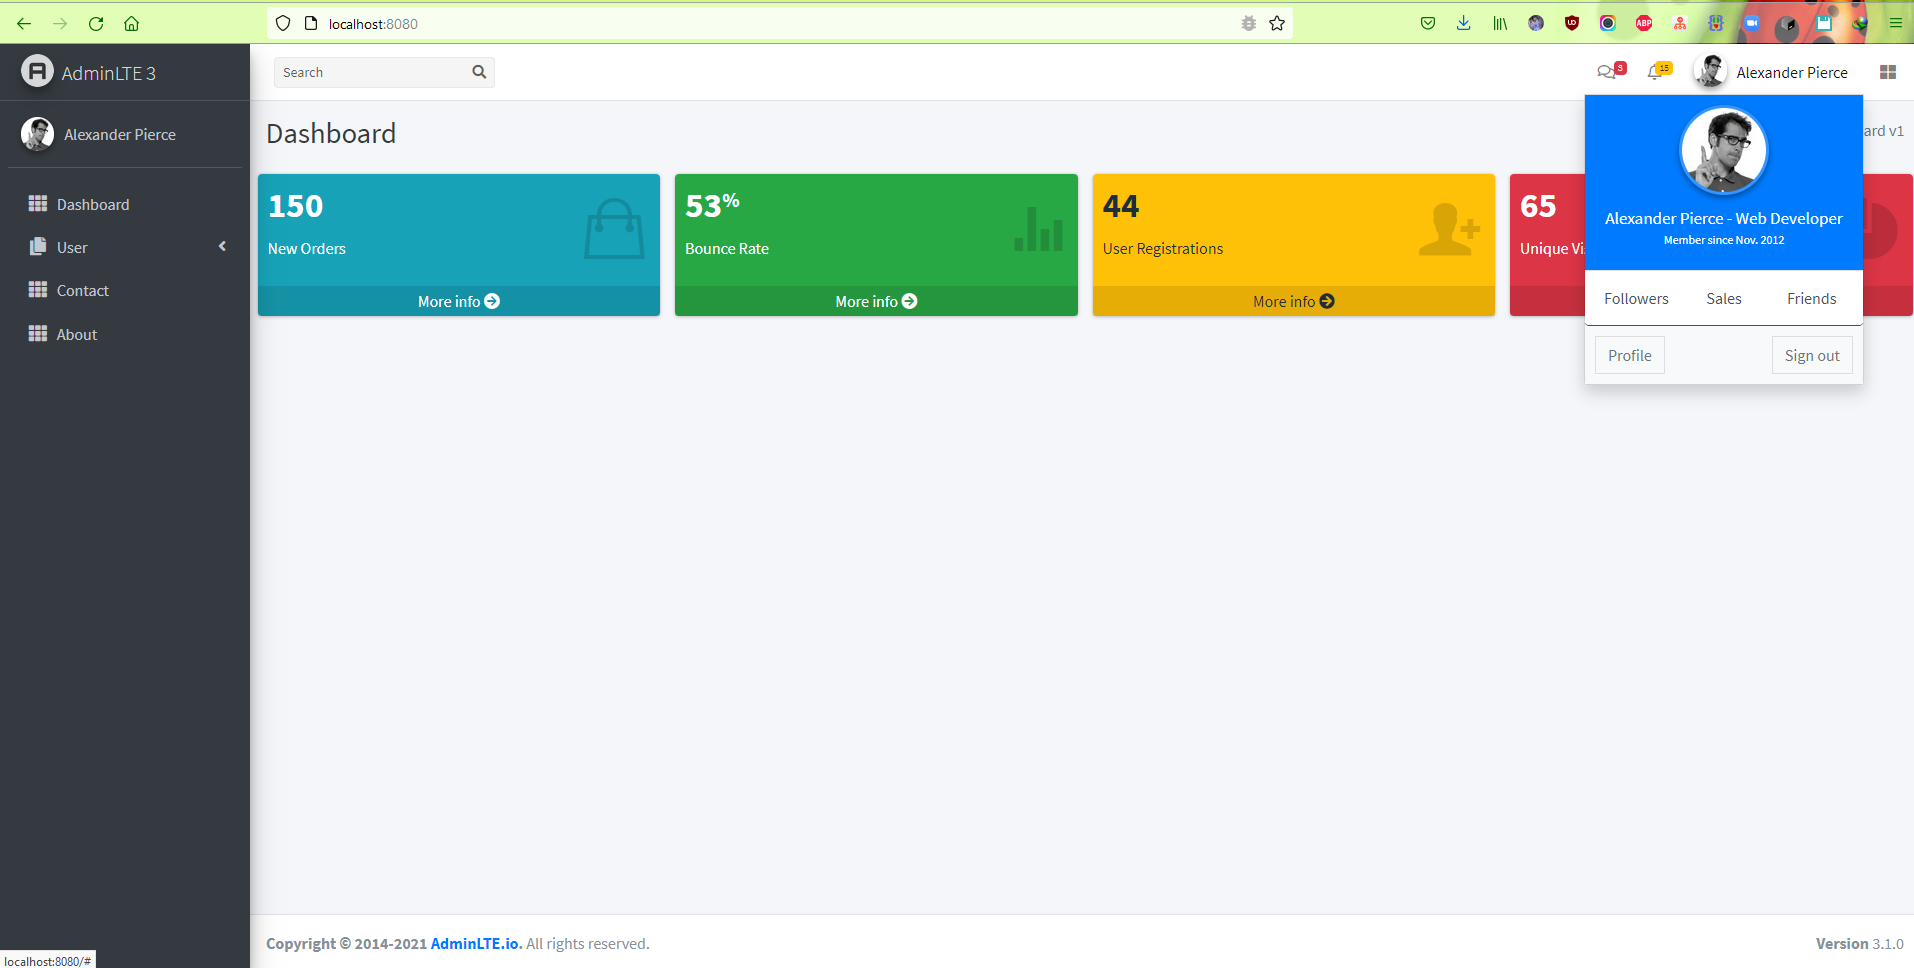 localhost:8080
UD
ABP
AdminLTE 3
Search
3
15
Alexander Pierce
Alexander Pierce
Dashboard
User
Contact
About
Dashboard
ard v1
150
New Orders
More info
53%
Bounce Rate
More info
44
User Registrations
More info
65
Unique Vi
Alexander Pierce - Web Developer
Member since Nov. 2012
Followers Sales Friends
Profile Sign out
Copyright © 2014-2021 AdminLTE.io. All rights reserved.
Version 3.1.0
localhost:8080/#